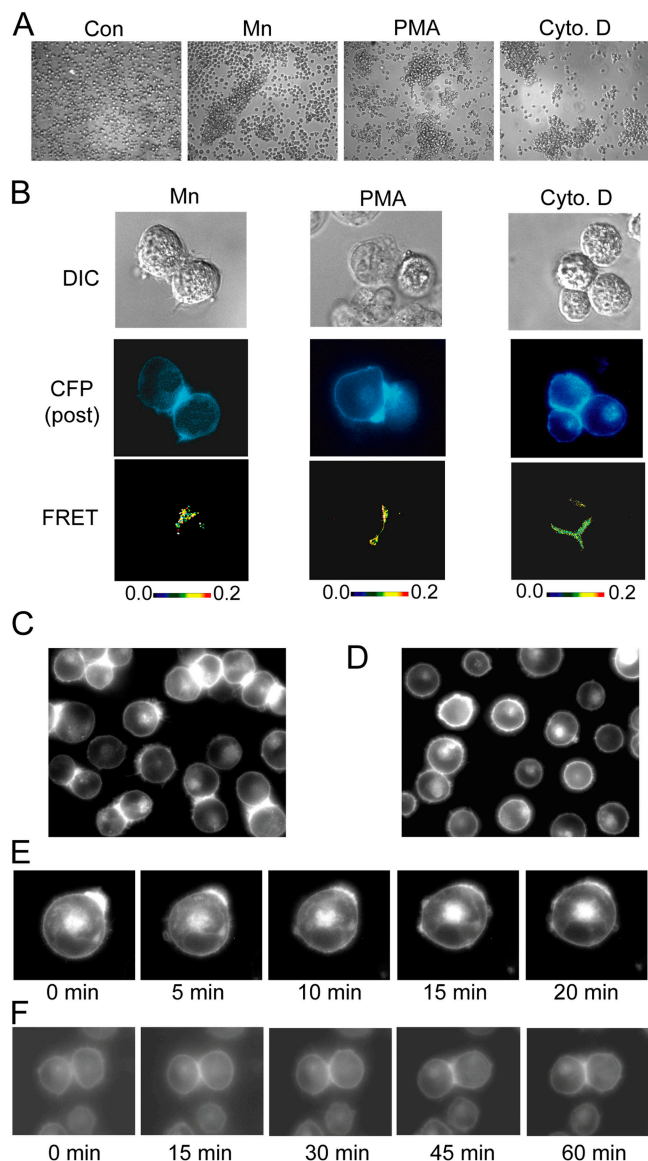 A
Con Mn PMA Cyto. D
B
Mn PMA Cyto. D
DIC
CFP
(post)
FRET
0.0 0.2 0.0 0.2 0.0 0.2
C
D
E
0 min 5 min 10 min 15 min 20 min
F
0 min 15 min 30 min 45 min 60 min